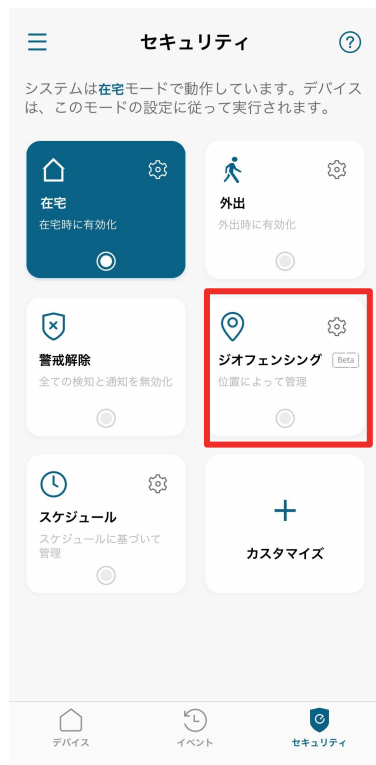 セキュリティ
システムは在宅モードで動作しています。デバイス
は、このモードの設定に従って実行されます。
在宅
在宅時に有効化
外出
外出時に有効化
警戒解除
全ての検知と通知を無効化
ジオフェンシング Beta
位置によって管理
スケジュール
スケジュールに基づいて
管理
カスタマイズ
デバイス
イベント
セキュリティ